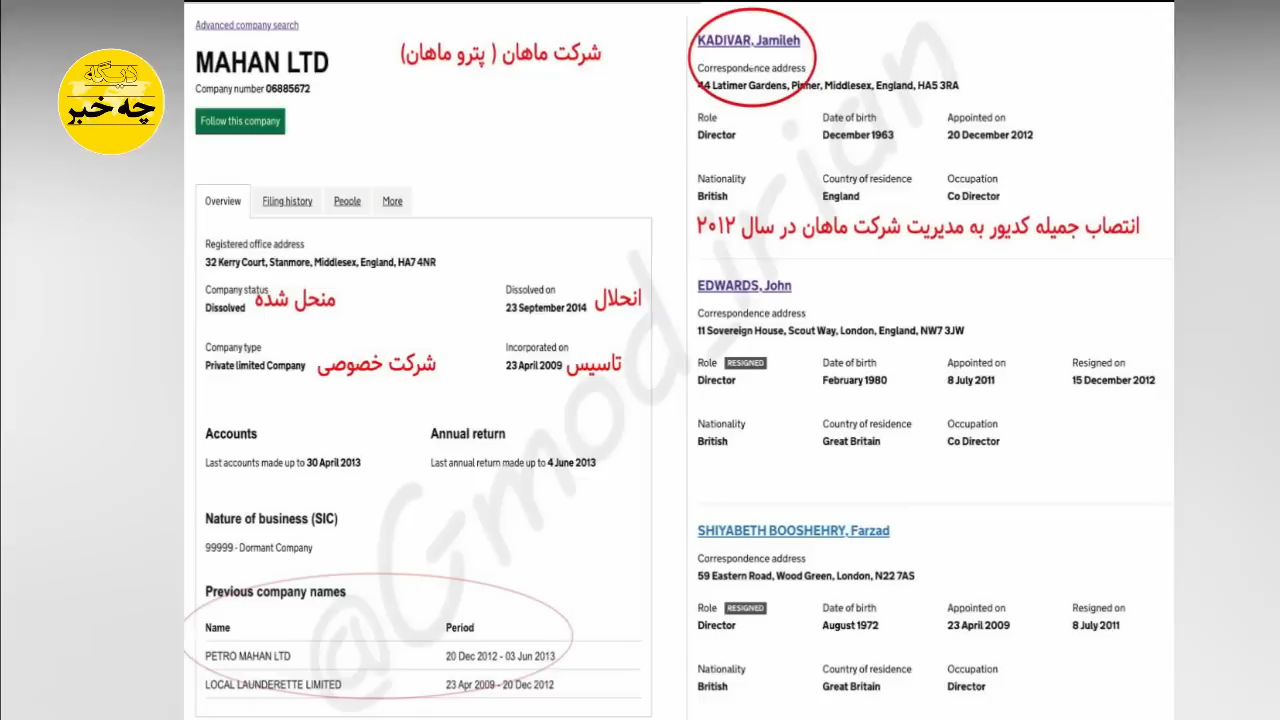 دیگه
چه خبر
Advanced company search
MAHAN LTD
شرکت ماهان ( پترو ماهان)
Company number 06885672
Follow this company
Overview
Filing history
People
More
Registered office address
32 Kerry Court, Stanmore, Middlesex, England, HA7 4NR
Company status
Dissolved
منحل شده
Dissolved on
23 September 2014
انحلال
Company type
Private limited Company
شرکت خصوصی
Incorporated on
23 April 2009
تاسیس
Accounts
Last accounts made up to 30 April 2013
Annual return
Last annual return made up to 4 June 2013
Nature of business (SIC)
99999 - Dormant Company
Previous company names
Name Period
PETRO MAHAN LTD 20 Dec 2012 - 03 Jun 2013
LOCAL LAUNDERETTE LIMITED 23 Apr 2009 - 20 Dec 2012
KADIVAR, Jamileh
Correspondence address
44 Latimer Gardens, Pinner, Middlesex, England, HA5 3RA
Role Date of birth Appointed on
Director December 1963 20 December 2012
Nationality Country of residence Occupation
British England Co Director
انتصاب جمیله کدیور به مدیریت شرکت ماهان در سال ۲۰۱۲
EDWARDS, John
Correspondence address
11 Sovereign House, Scout Way, London, England, NW7 3JW
Role RESIGNED Date of birth Appointed on Resigned on
Director February 1980 8 July 2011 15 December 2012
Nationality Country of residence Occupation
British Great Britain Co Director
SHIYABETH BOOSHEHRY, Farzad
Correspondence address
59 Eastern Road, Wood Green, London, N22 7AS
Role RESIGNED Date of birth Appointed on Resigned on
Director August 1972 23 April 2009 8 July 2011
Nationality Country of residence Occupation
British Great Britain Director